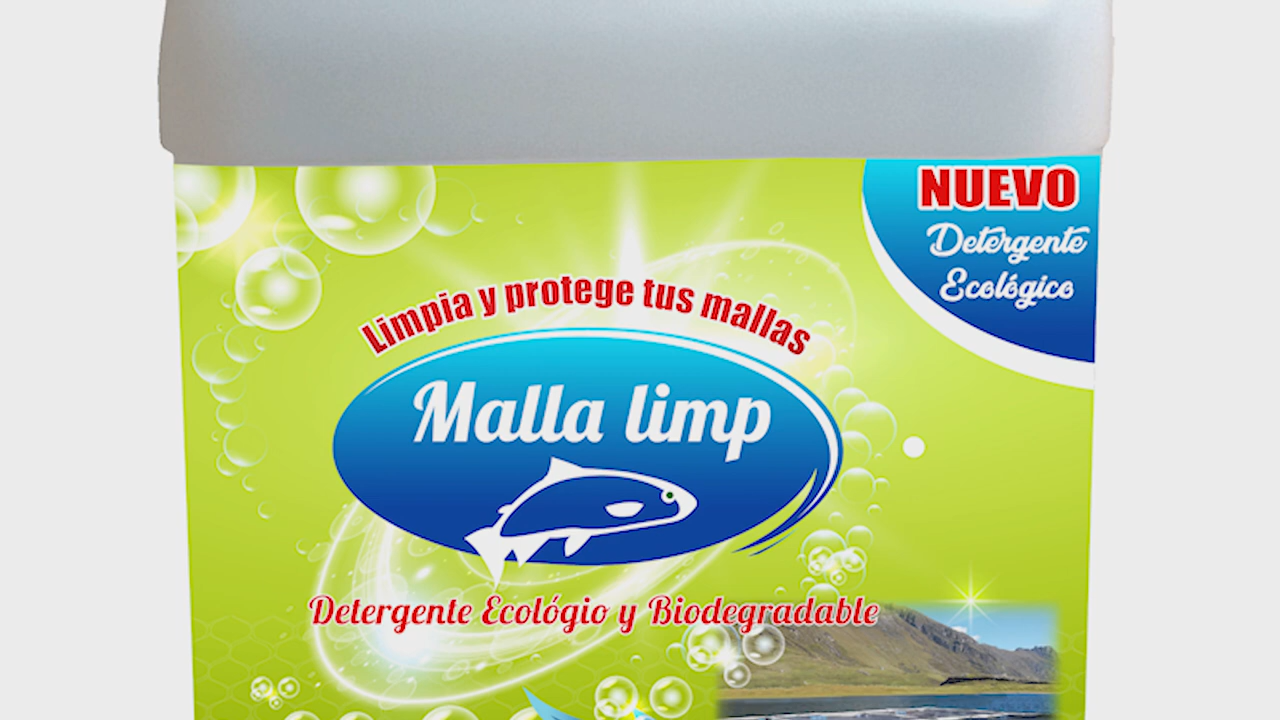 NUEVO
Detergente
Ecológico
Limpia y protege tus mallas
Malla limp
Detergente Ecológio y Biodegradable